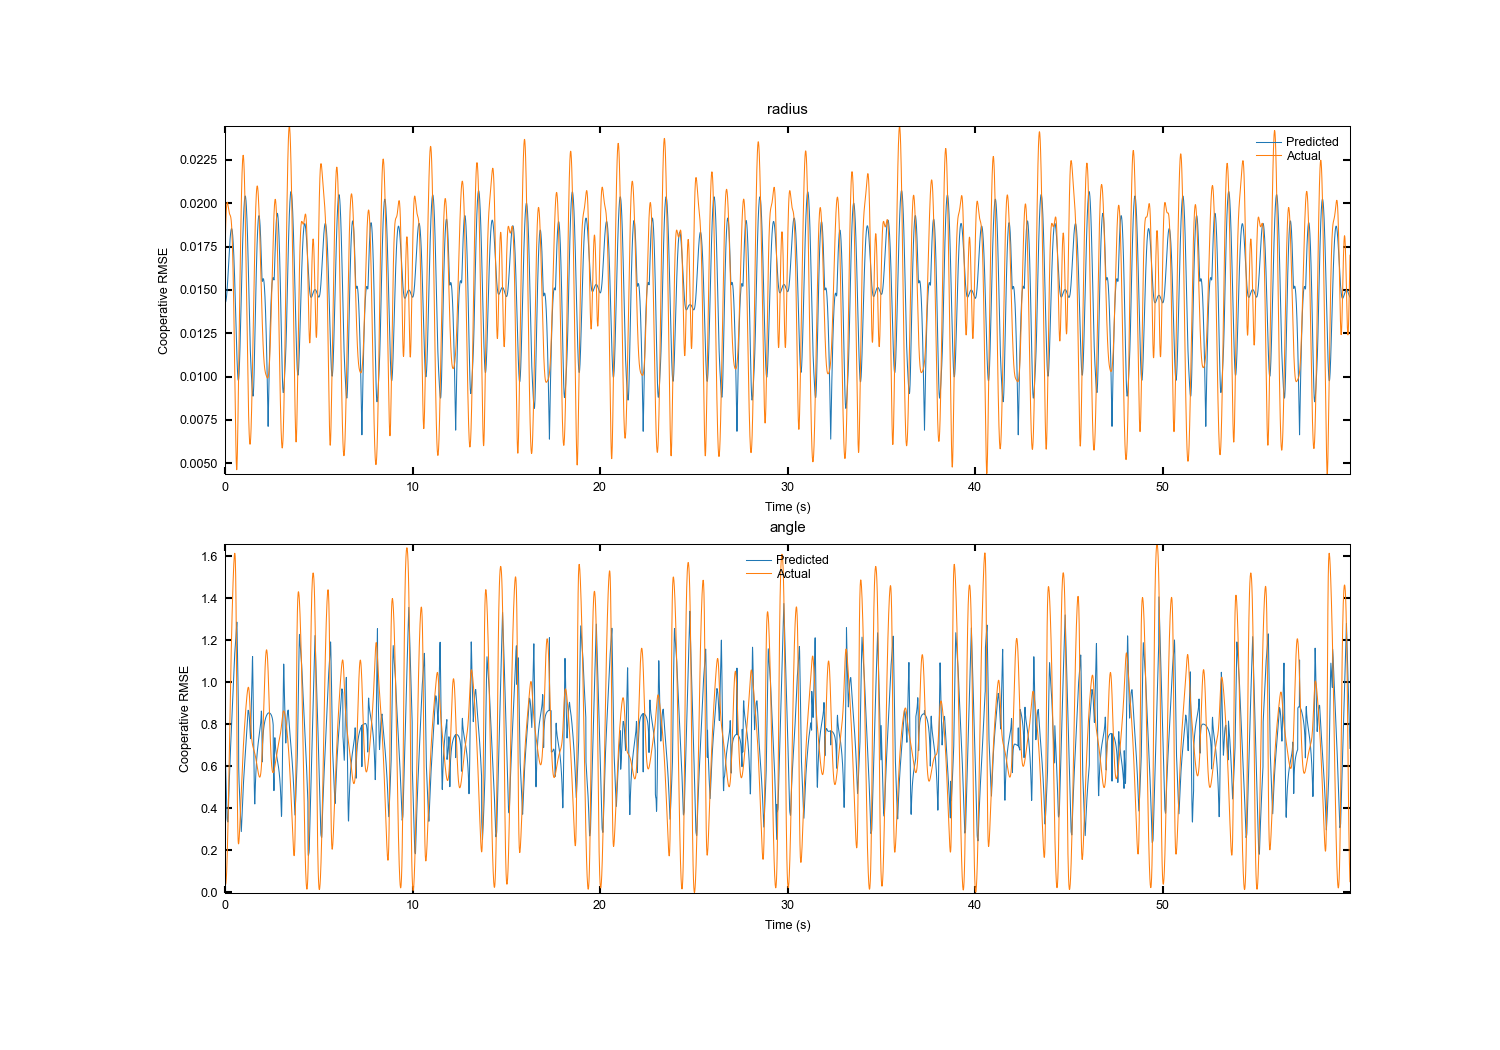 radius
Predicted
Actual
0.0225
0.0200
0.0175
0.0150
0.0125
0.0100
0.0075
0.0050
Cooperative RMSE
0 10 20 30 40 50
Time (s)
angle
Predicted
Actual
1.6
1.4
1.2
1.0
0.8
0.6
0.4
0.2
0.0
Cooperative RMSE
0 10 20 30 40 50
Time (s)